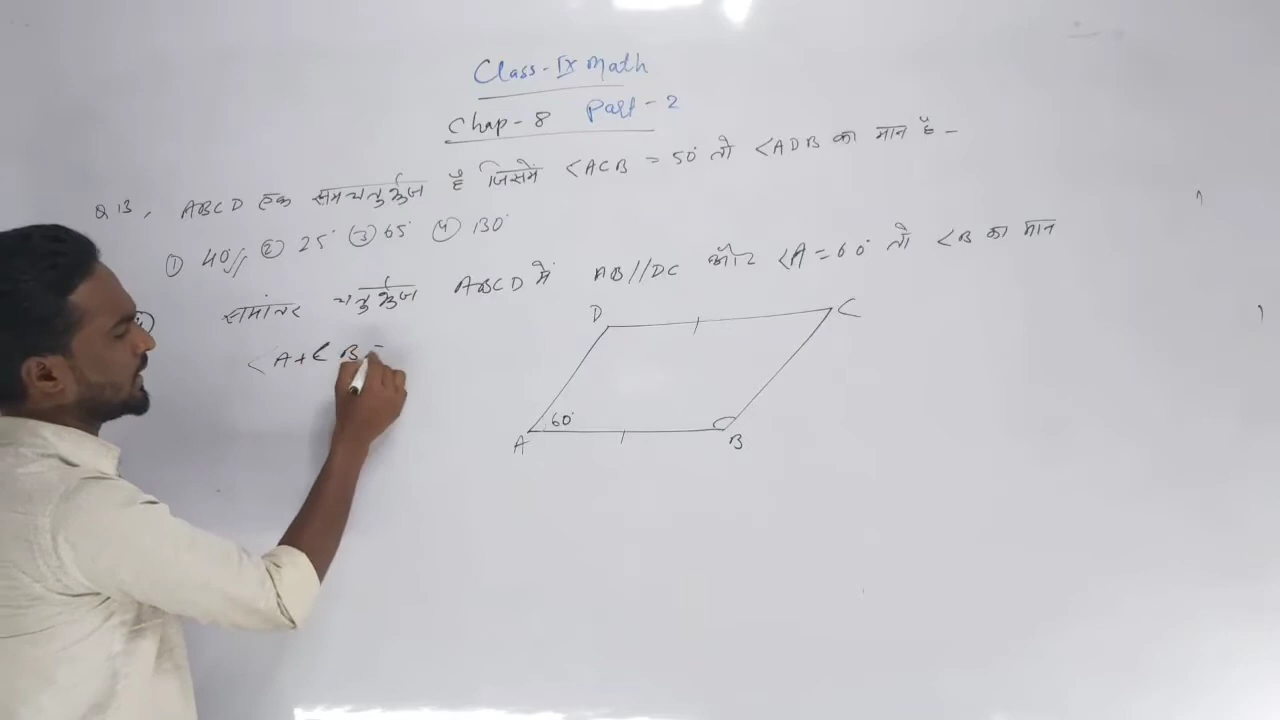 Class-IX Math
Chap-8 Part-2
Q 13, ABCD एक समचतुर्भुज है जिसमें <ACB = 50° तो <ADB का मान है -
① 40° ② 25° ③ 65° ④ 130°
समांतर चतुर्भुज ABCD में AB//DC और <A = 60° तो <B का मान
<A+<B=
D C
60°
A B